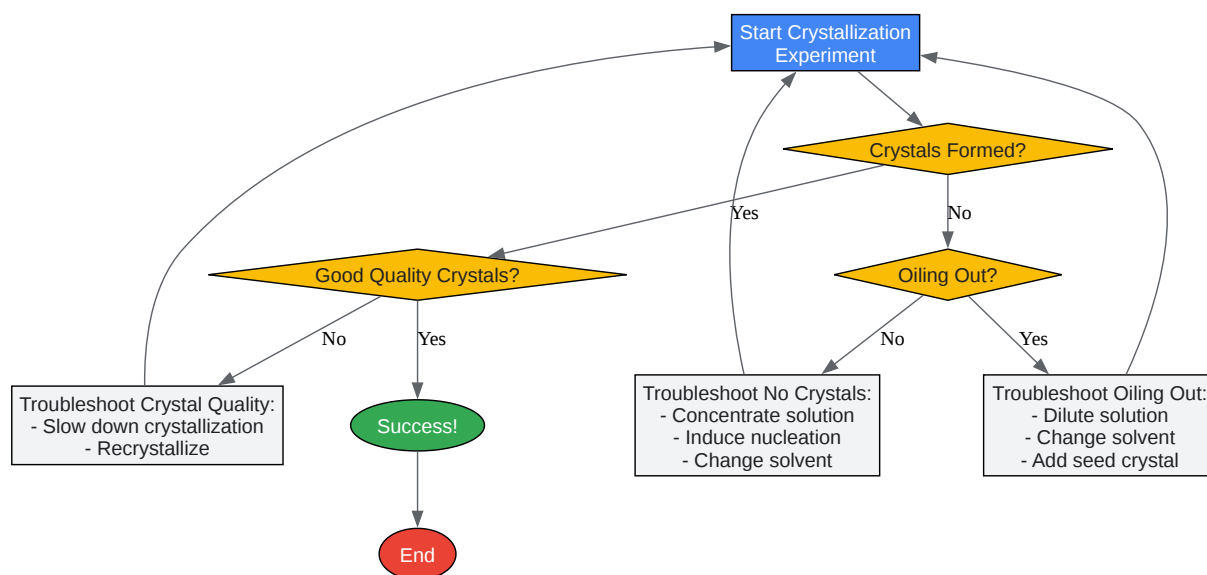 Start Crystallization
Experiment
Crystals Formed?
Yes
No
Good Quality Crystals?
Oiling Out?
No
Yes
No
Yes
Troubleshoot Crystal Quality:
- Slow down crystallization
- Recrystallize
Success!
Troubleshoot No Crystals:
- Concentrate solution
- Induce nucleation
- Change solvent
Troubleshoot Oiling Out:
- Dilute solution
- Change solvent
- Add seed crystal
End